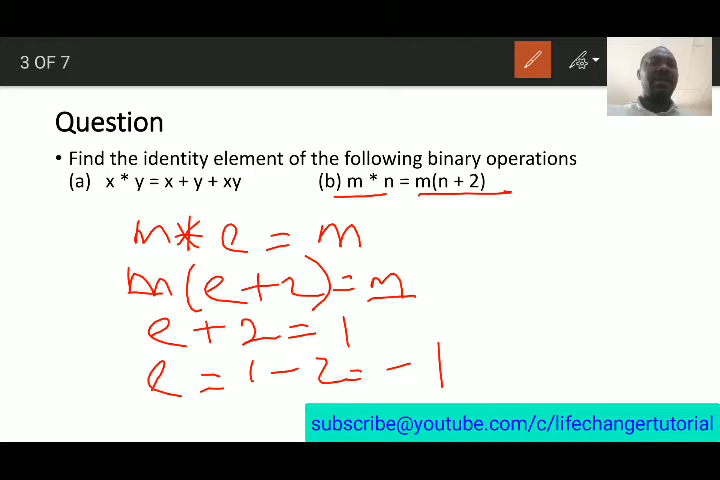 3 OF 7
Question
• Find the identity element of the following binary operations
(a) x * y = x + y + xy (b) m * n = m(n + 2)
m * e = m
m(e+2)=m
e + 2 = 1
e = 1 - 2 = -1
subscribe@youtube.com/c/lifechangertutorial